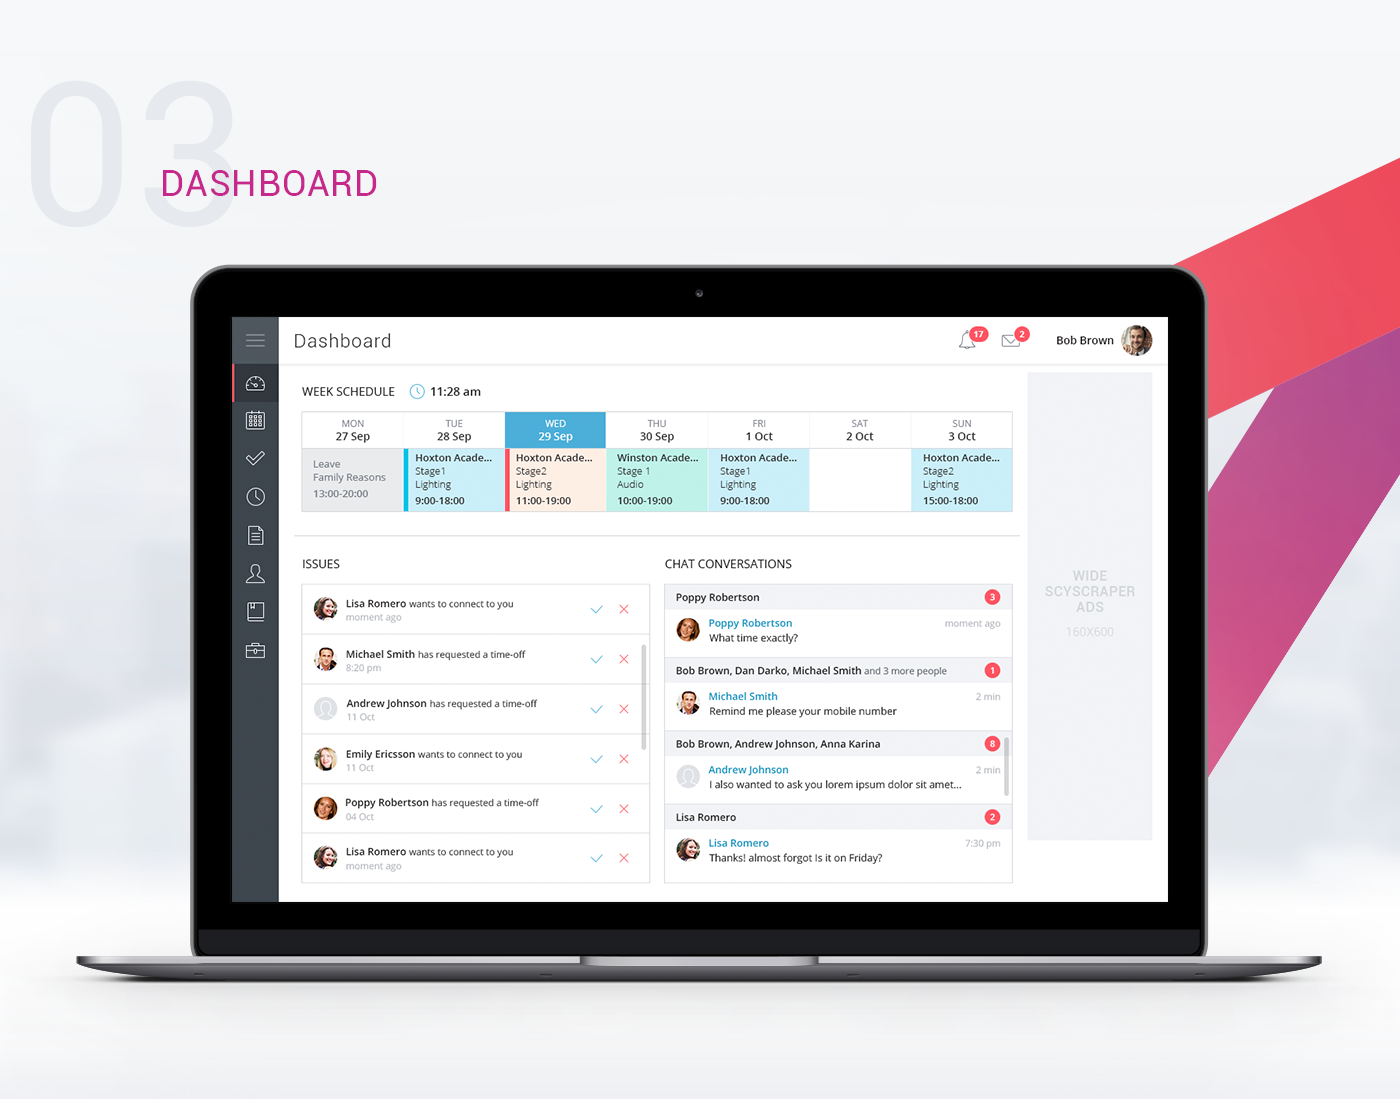 03
DASHBOARD
Dashboard
17
2
Bob Brown
WEEK SCHEDULE
11:28 am
MON
27 Sep
TUE
28 Sep
WED
29 Sep
THU
30 Sep
FRI
1 Oct
SAT
2 Oct
SUN
3 Oct
Leave
Family Reasons
13:00-20:00
Hoxton Acade...
Stage1
Lighting
9:00-18:00
Hoxton Acade...
Stage2
Lighting
11:00-19:00
Winston Acade...
Stage 1
Audio
10:00-19:00
Hoxton Acade...
Stage1
Lighting
9:00-18:00
Hoxton Acade...
Stage2
Lighting
15:00-18:00
ISSUES
Lisa Romero wants to connect to you
moment ago
Michael Smith has requested a time-off
8:20 pm
Andrew Johnson has requested a time-off
11 Oct
Emily Ericsson wants to connect to you
11 Oct
Poppy Robertson has requested a time-off
04 Oct
Lisa Romero wants to connect to you
moment ago
CHAT CONVERSATIONS
Poppy Robertson
3
Poppy Robertson
moment ago
What time exactly?
Bob Brown, Dan Darko, Michael Smith and 3 more people
1
Michael Smith
2 min
Remind me please your mobile number
Bob Brown, Andrew Johnson, Anna Karina
8
Andrew Johnson
2 min
I also wanted to ask you lorem ipsum dolor sit amet...
Lisa Romero
2
Lisa Romero
7:30 pm
Thanks! almost forgot Is it on Friday?
WIDE
SCYSCRAPER
ADS
160X600